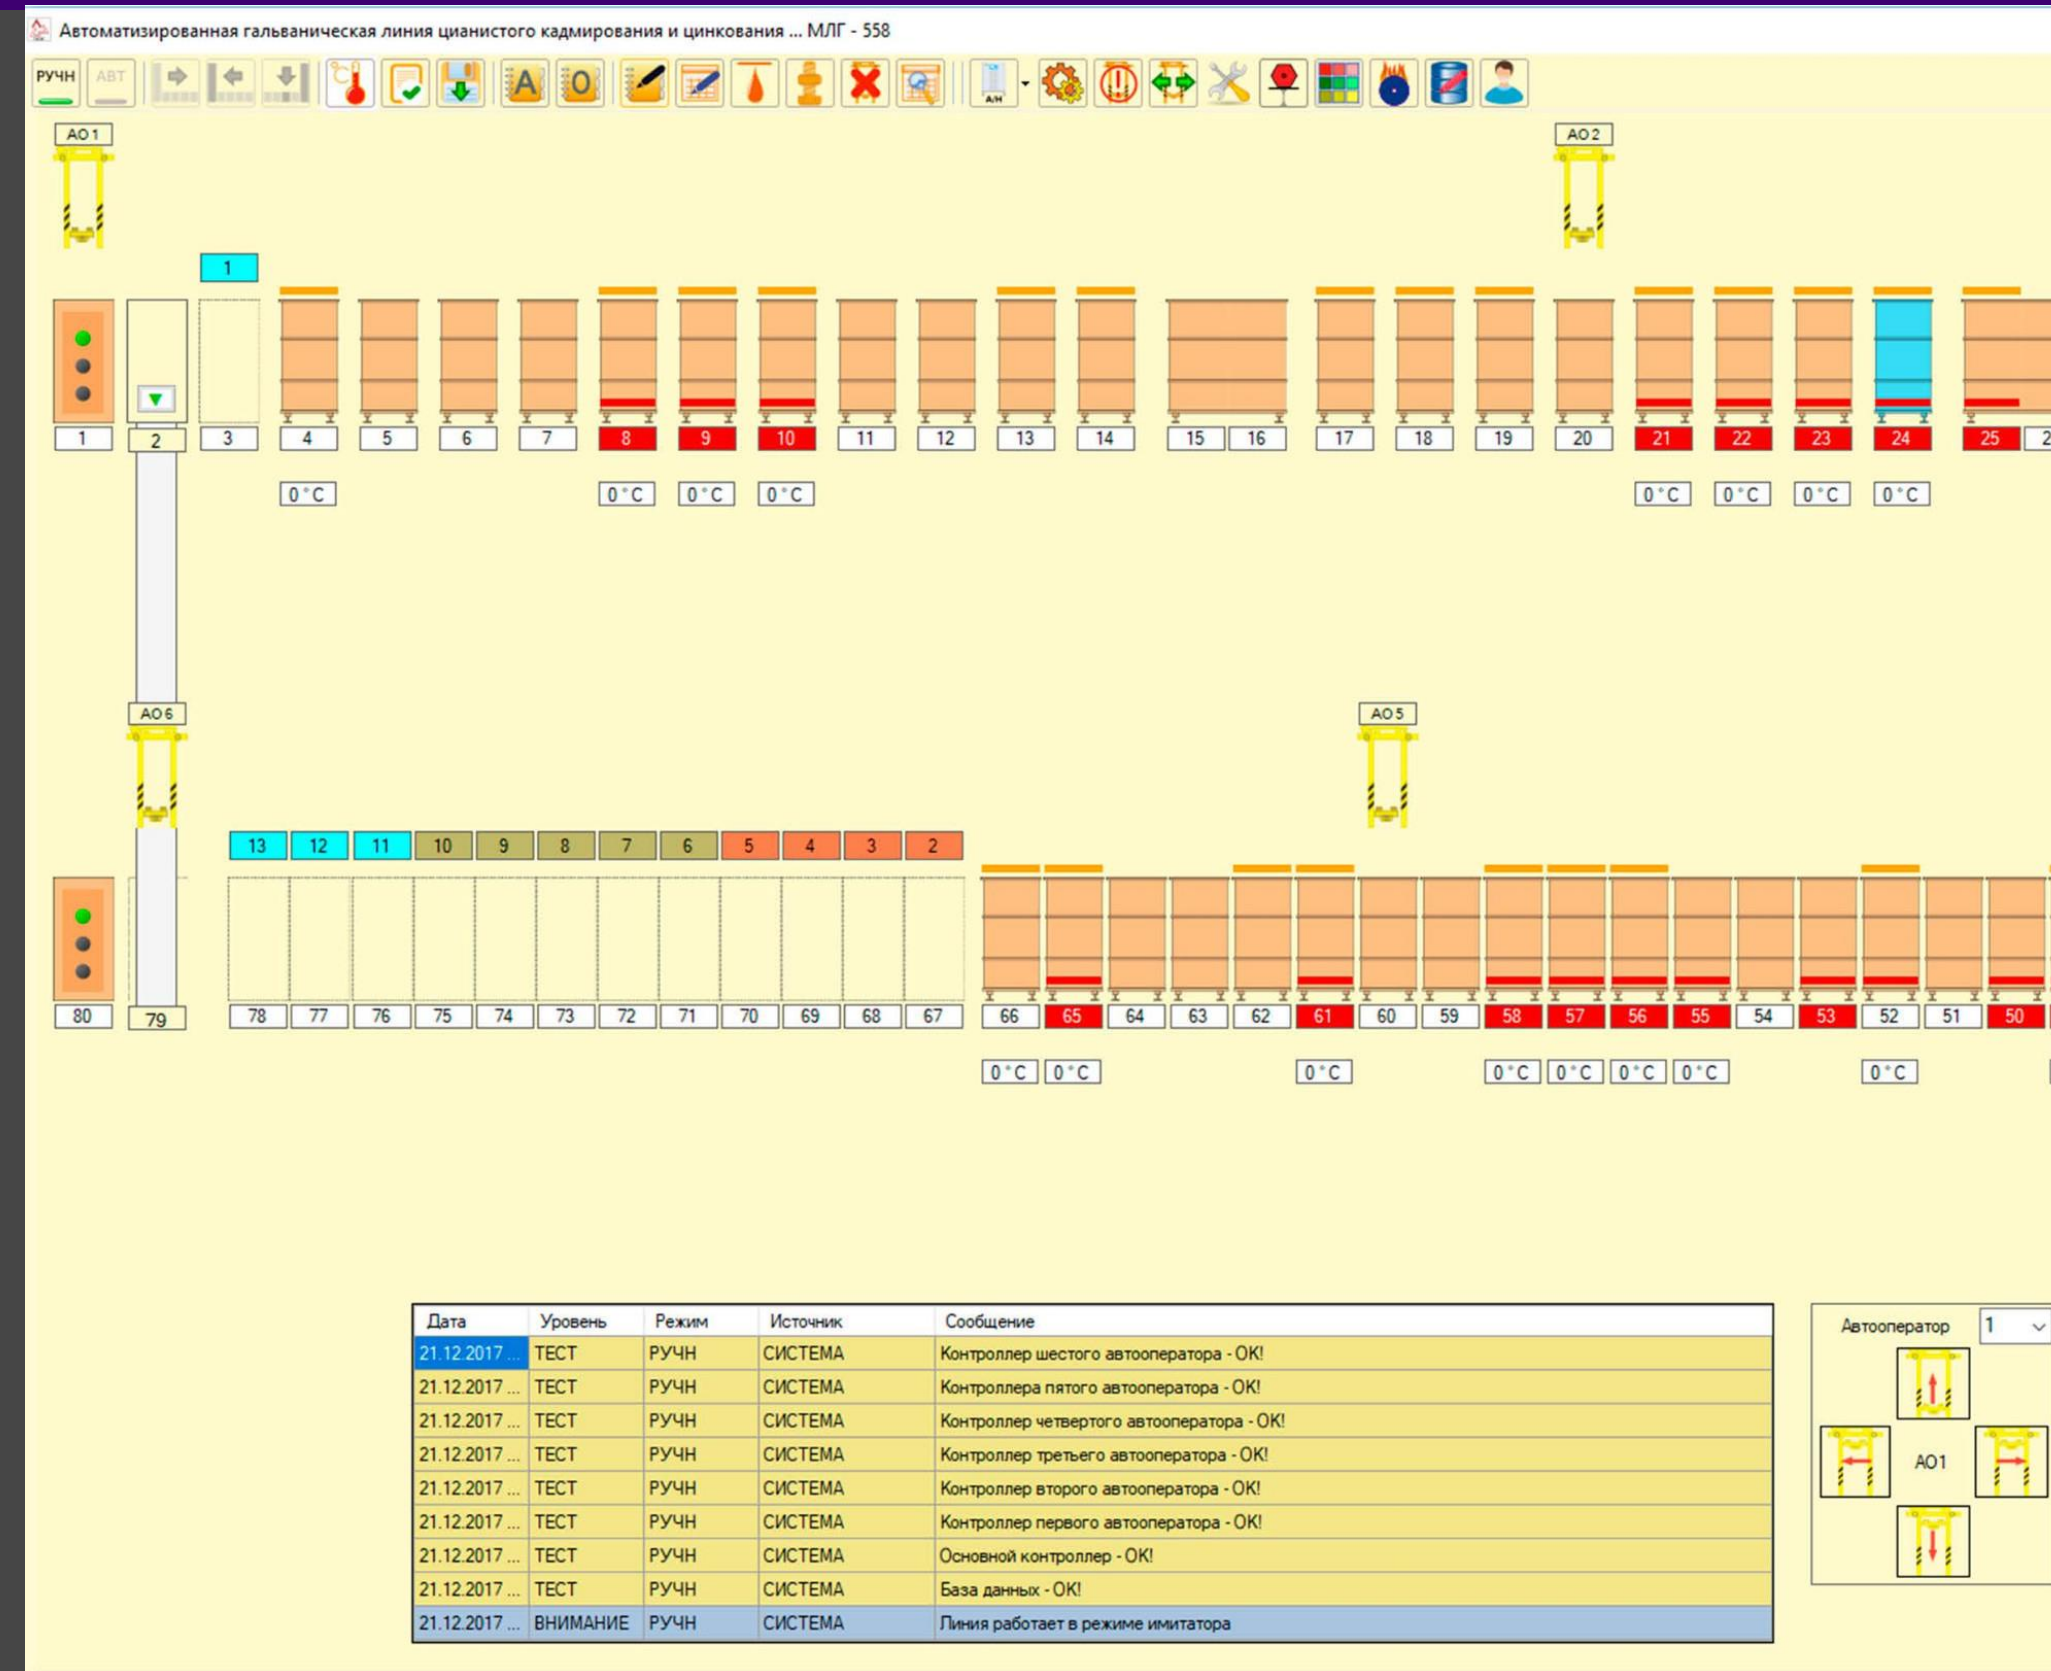 Автоматизированная гальваническая линия цианистого кадмирования и цинкования ... МЛГ - 558
РУЧН АВТ °C A O А/Н
АО 1 АО 2
1
1 2 3 4 5 6 7 8 9 10 11 12 13 14 15 16 17 18 19 20 21 22 23 24 25 2
0 °C 0 °C 0 °C 0 °C 0 °C 0 °C 0 °C 0 °C
АО 6 АО 5
13 12 11 10 9 8 7 6 5 4 3 2
80 79 78 77 76 75 74 73 72 71 70 69 68 67 66 65 64 63 62 61 60 59 58 57 56 55 54 53 52 51 50
0 °C 0 °C 0 °C 0 °C 0 °C 0 °C 0 °C 0 °C
Дата Уровень Режим Источник Сообщение
21.12.2017 ... ТЕСТ РУЧН СИСТЕМА Контроллер шестого автооператора - ОК!
21.12.2017 ... ТЕСТ РУЧН СИСТЕМА Контроллера пятого автооператора - ОК!
21.12.2017 ... ТЕСТ РУЧН СИСТЕМА Контроллер четвертого автооператора - ОК!
21.12.2017 ... ТЕСТ РУЧН СИСТЕМА Контроллер третьего автооператора - ОК!
21.12.2017 ... ТЕСТ РУЧН СИСТЕМА Контроллер второго автооператора - ОК!
21.12.2017 ... ТЕСТ РУЧН СИСТЕМА Контроллер первого автооператора - ОК!
21.12.2017 ... ТЕСТ РУЧН СИСТЕМА Основной контроллер - ОК!
21.12.2017 ... ТЕСТ РУЧН СИСТЕМА База данных - ОК!
21.12.2017 ... ВНИМАНИЕ РУЧН СИСТЕМА Линия работает в режиме имитатора
Автооператор 1
АО1